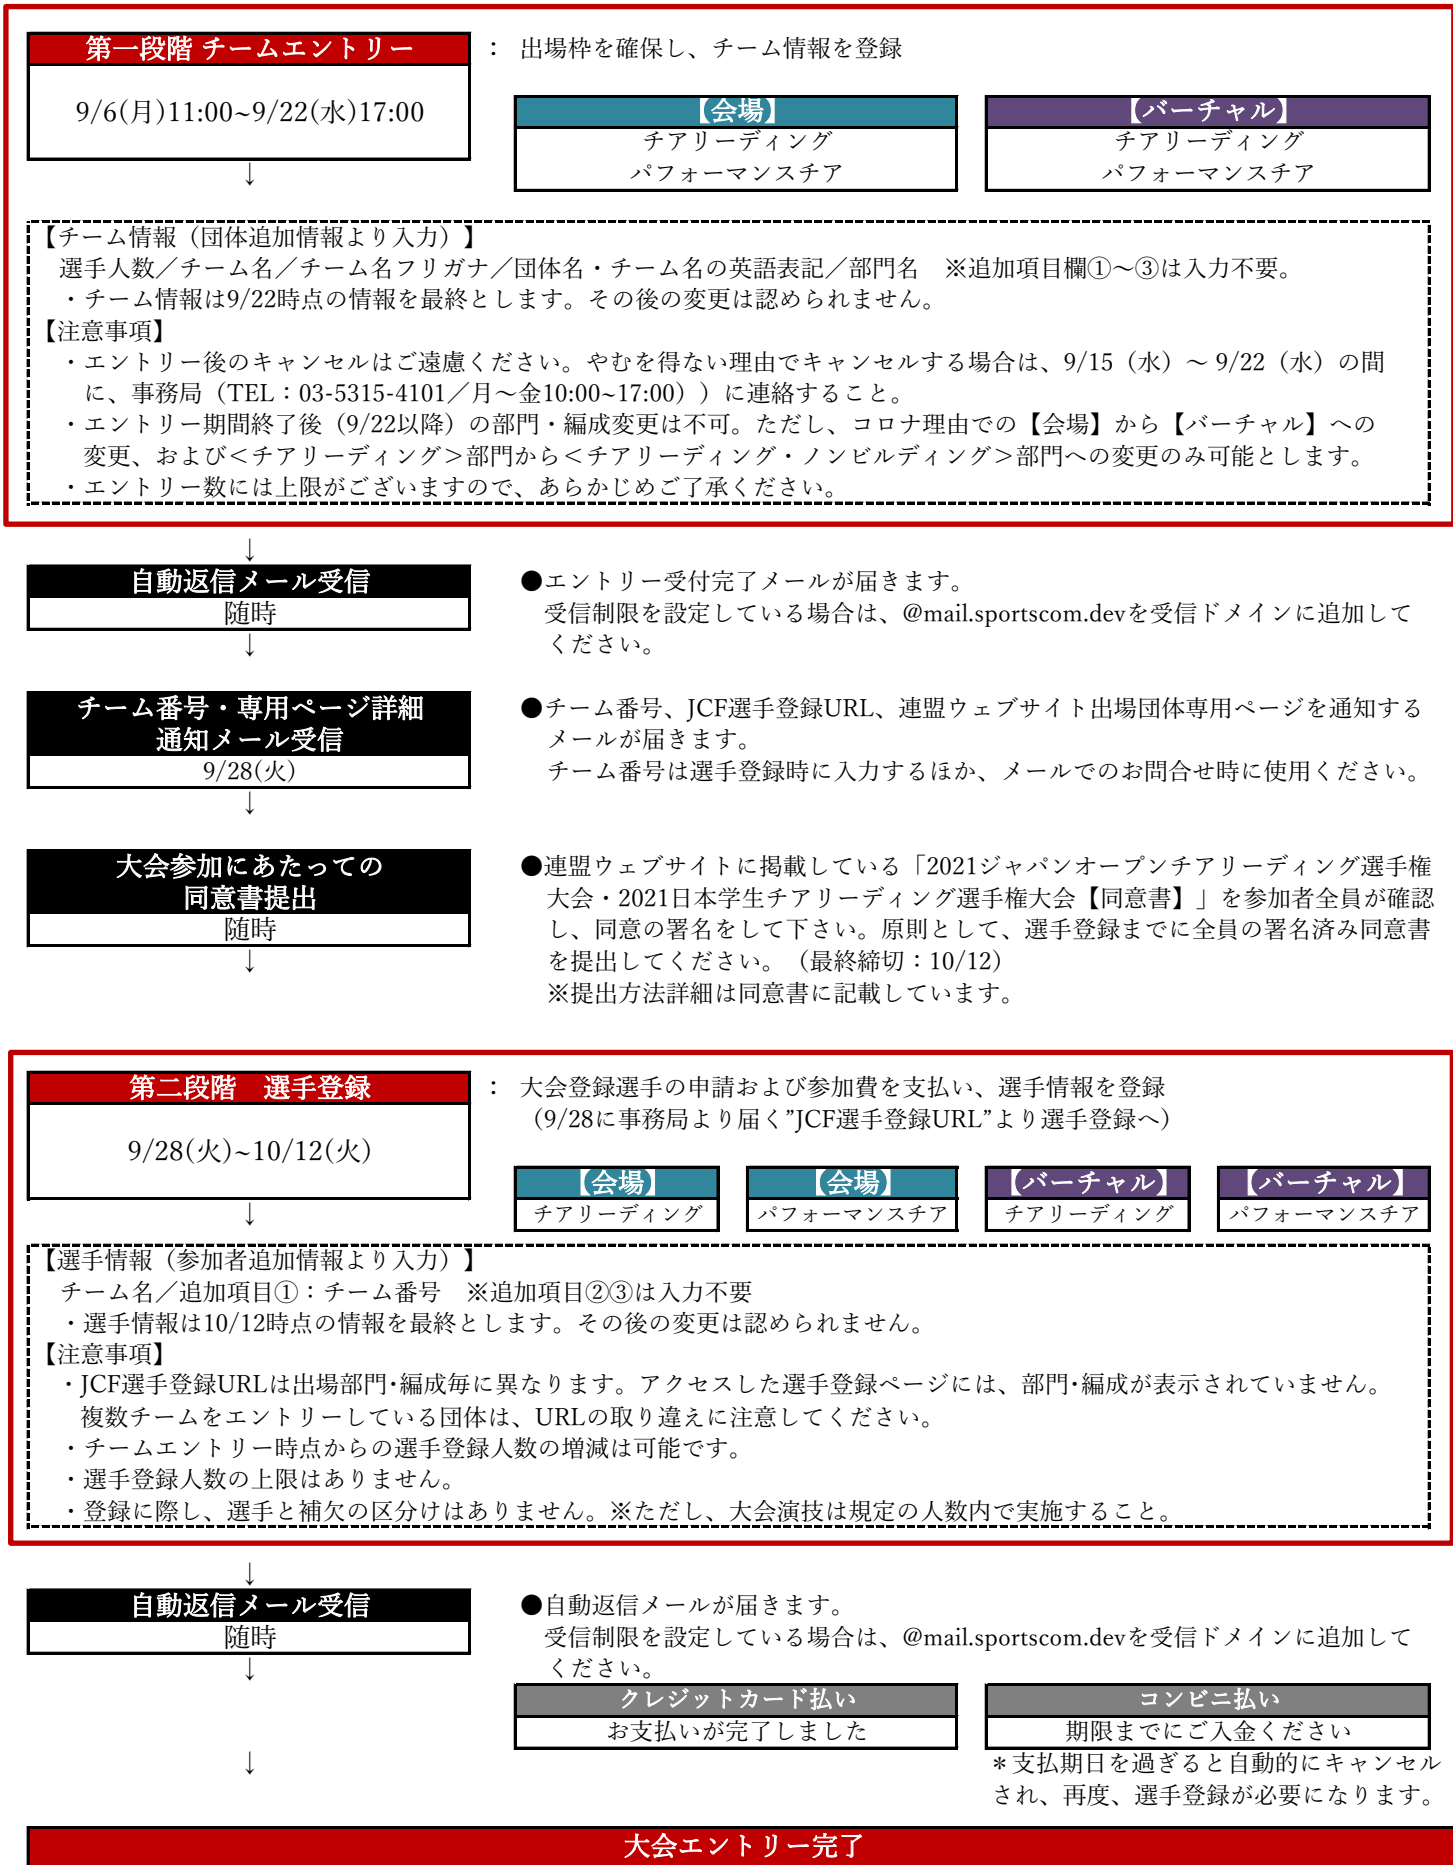 第一段階 チームエントリー
： 出場枠を確保し、チーム情報を登録
9/6(月)11:00~9/22(水)17:00
【会場】
チアリーディング
パフォーマンスチア
【バーチャル】
チアリーディング
パフォーマンスチア
↓
【チーム情報（団体追加情報より入力）】
選手人数／チーム名／チーム名フリガナ／団体名・チーム名の英語表記／部門名　※追加項目欄①～③は入力不要。
・チーム情報は9/22時点の情報を最終とします。その後の変更は認められません。
【注意事項】
・エントリー後のキャンセルはご遠慮ください。やむを得ない理由でキャンセルする場合は、9/15（水）～ 9/22（水）の間
に、事務局（TEL：03-5315-4101／月～金10:00~17:00））に連絡すること。
・エントリー期間終了後（9/22以降）の部門・編成変更は不可。ただし、コロナ理由での【会場】から【バーチャル】への
変更、および＜チアリーディング＞部門から＜チアリーディング・ノンビルディング＞部門への変更のみ可能とします。
・エントリー数には上限がございますので、あらかじめご了承ください。
↓
自動返信メール受信
随時
↓
●エントリー受付完了メールが届きます。
受信制限を設定している場合は、@mail.sportscom.devを受信ドメインに追加して
ください。
チーム番号・専用ページ詳細
通知メール受信
9/28(火)
↓
●チーム番号、JCF選手登録URL、連盟ウェブサイト出場団体専用ページを通知する
メールが届きます。
チーム番号は選手登録時に入力するほか、メールでのお問合せ時に使用ください。
大会参加にあたっての
同意書提出
随時
↓
●連盟ウェブサイトに掲載している「2021ジャパンオープンチアリーディング選手権
大会・2021日本学生チアリーディング選手権大会【同意書】」を参加者全員が確認
し、同意の署名をして下さい。原則として、選手登録までに全員の署名済み同意書
を提出してください。（最終締切：10/12）
※提出方法詳細は同意書に記載しています。
第二段階　選手登録
： 大会登録選手の申請および参加費を支払い、選手情報を登録
（9/28に事務局より届く”JCF選手登録URL”より選手登録へ）
9/28(火)~10/12(火)
【会場】
チアリーディング
【会場】
パフォーマンスチア
【バーチャル】
チアリーディング
【バーチャル】
パフォーマンスチア
↓
【選手情報（参加者追加情報より入力）】
チーム名／追加項目①：チーム番号　※追加項目②③は入力不要
・選手情報は10/12時点の情報を最終とします。その後の変更は認められません。
【注意事項】
・JCF選手登録URLは出場部門･編成毎に異なります。アクセスした選手登録ページには、部門･編成が表示されていません。
複数チームをエントリーしている団体は、URLの取り違えに注意してください。
・チームエントリー時点からの選手登録人数の増減は可能です。
・選手登録人数の上限はありません。
・登録に際し、選手と補欠の区分けはありません。※ただし、大会演技は規定の人数内で実施すること。
↓
自動返信メール受信
随時
↓
●自動返信メールが届きます。
受信制限を設定している場合は、@mail.sportscom.devを受信ドメインに追加して
ください。
クレジットカード払い
お支払いが完了しました
コンビニ払い
期限までにご入金ください
↓
＊支払期日を過ぎると自動的にキャンセル
され、再度、選手登録が必要になります。
大会エントリー完了